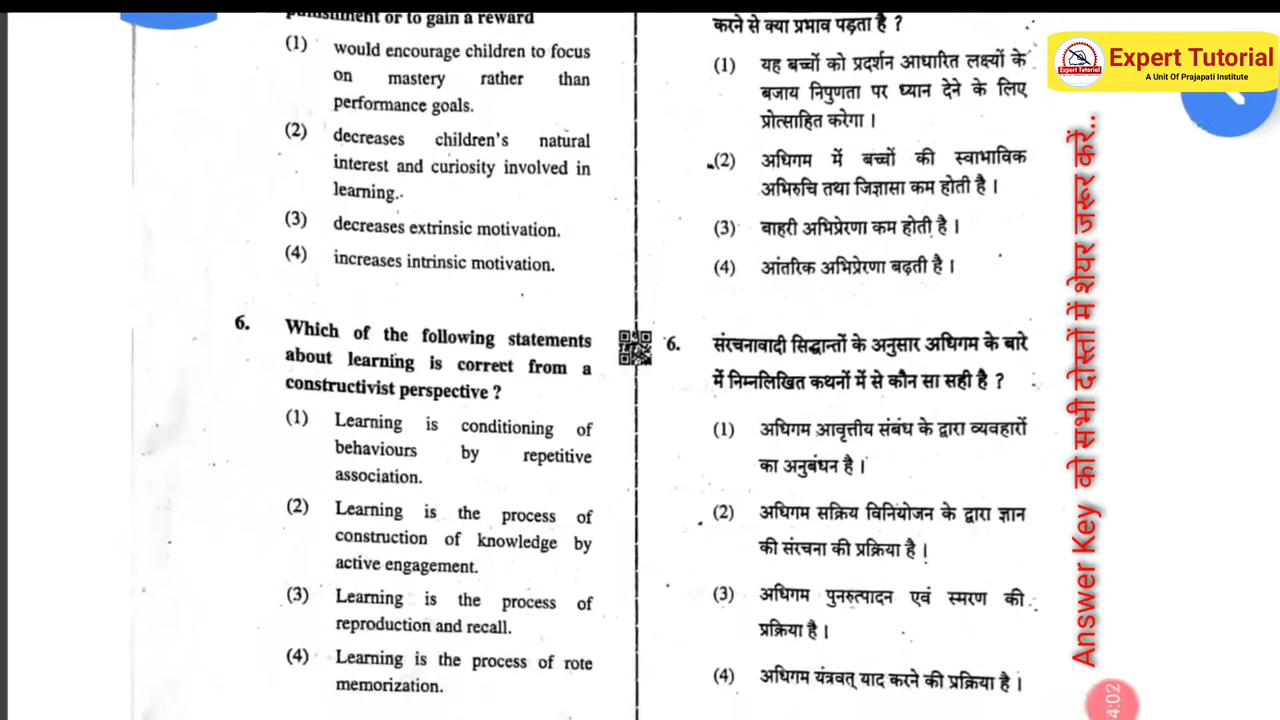 punishment or to gain a reward
(1) would encourage children to focus
on mastery rather than
performance goals.
(2) decreases children's natural
interest and curiosity involved in
learning.
(3) decreases extrinsic motivation.
(4) increases intrinsic motivation.
6. Which of the following statements
about learning is correct from a
constructivist perspective ?
(1) Learning is conditioning of
behaviours by repetitive
association.
(2) Learning is the process of
construction of knowledge by
active engagement.
(3) Learning is the process of
reproduction and recall.
(4) Learning is the process of rote
memorization.
करने से क्या प्रभाव पड़ता है ?
(1) यह बच्चों को प्रदर्शन आधारित लक्ष्यों के
बजाय निपुणता पर ध्यान देने के लिए
प्रोत्साहित करेगा ।
(2) अधिगम में बच्चों की स्वाभाविक
अभिरुचि तथा जिज्ञासा कम होती है ।
(3) बाहरी अभिप्रेरणा कम होती है ।
(4) आंतरिक अभिप्रेरणा बढ़ती है ।
6. संरचनावादी सिद्धान्तों के अनुसार अधिगम के बारे
में निम्नलिखित कथनों में से कौन सा सही है ?
(1) अधिगम आवृत्तीय संबंध के द्वारा व्यवहारों
का अनुबंधन है ।
(2) अधिगम सक्रिय विनियोजन के द्वारा ज्ञान
की संरचना की प्रक्रिया है ।
(3) अधिगम पुनरुत्पादन एवं स्मरण की
प्रक्रिया है ।
(4) अधिगम यंत्रवत् याद करने की प्रक्रिया है ।
Expert Tutorial
Expert Tutorial
A Unit Of Prajapati Institute
Answer Key को सभी दोस्तों में शेयर जरूर करें..
4:02